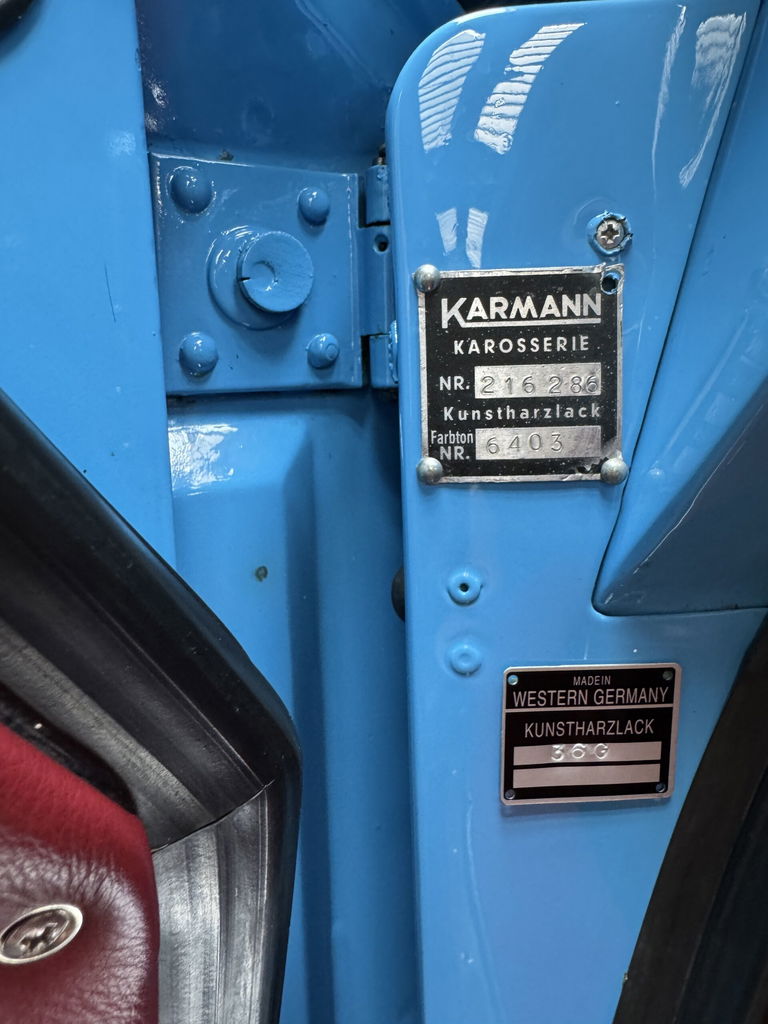 KARMANN
KAROSSERIE
NR. 216 286
Kunstharzlack
Farbton
NR. 6403
MADE IN
WESTERN GERMANY
KUNSTHARZLACK
36G